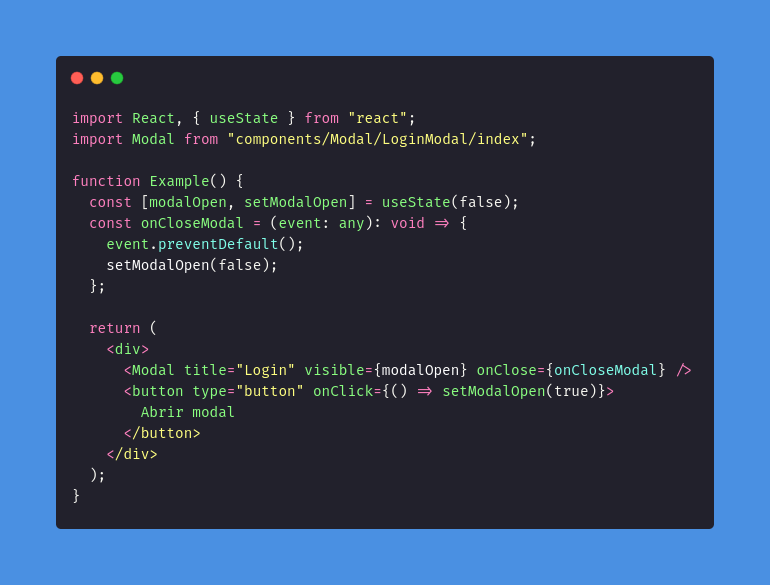 import React, { useState } from "react";
import Modal from "components/Modal/LoginModal/index";

function Example() {
  const [modalOpen, setModalOpen] = useState(false);
  const onCloseModal = (event: any): void => {
    event.preventDefault();
    setModalOpen(false);
  };

  return (
    <div>
      <Modal title="Login" visible={modalOpen} onClose={onCloseModal} />
      <button type="button" onClick={() => setModalOpen(true)}>
        Abrir modal
      </button>
    </div>
  );
}